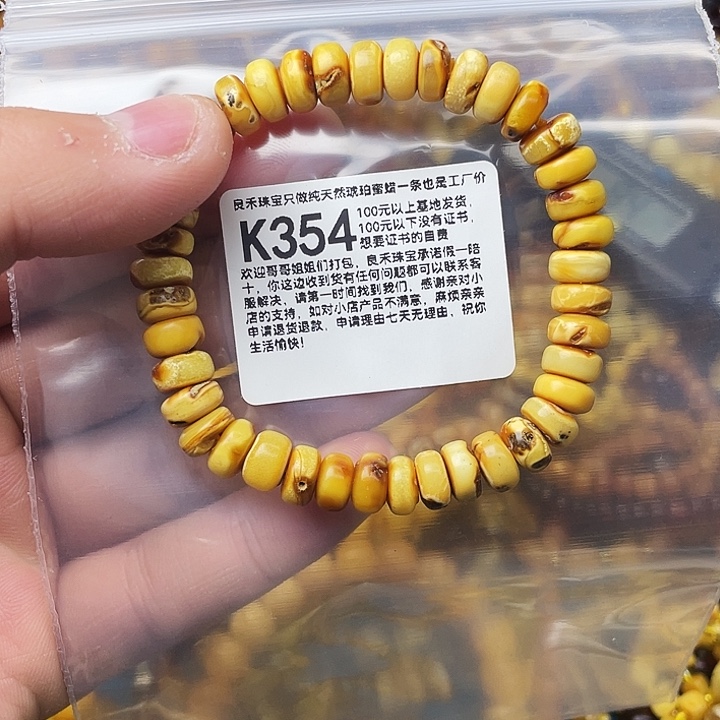 良禾珠宝只做纯天然琥珀蜜蜡一条也是工厂价
K354
100元以上基地发货,
100元以下没有证书,
想要证书的自费
欢迎哥哥姐姐们打包, 良禾珠宝承诺假一赔
十, 你这边收到货有任何问题都可以联系客
服解决, 请第一时间找到我们, 感谢亲对小
店的支持, 如对小店产品不满意, 麻烦亲亲
申请退货退款, 申请理由七天无理由、祝你
生活愉快!